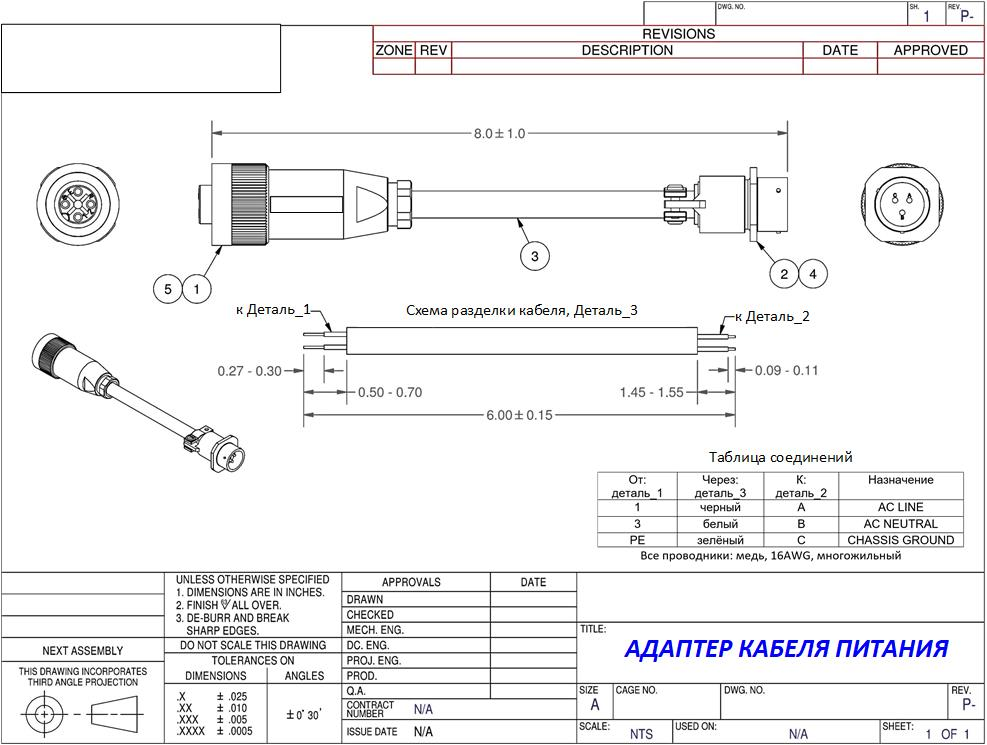 DWG. NO.
SH.
1
REV.
P-
REVISIONS
ZONE REV DESCRIPTION DATE APPROVED
8.0 ± 1.0
3
5 1
2 4
A
B
к Деталь_1
Схема разделки кабеля, Деталь_3
к Деталь_2
0.27 - 0.30
0.09 - 0.11
0.50 - 0.70
1.45 - 1.55
6.00 ± 0.15
Таблица соединений
От: деталь_1 Через: деталь_3 К: деталь_2 Назначение
1 черный A AC LINE
3 белый B AC NEUTRAL
PE зелёный C CHASSIS GROUND
Все проводники: медь, 16AWG, многожильный
NEXT ASSEMBLY
THIS DRAWING INCORPORATES
THIRD ANGLE PROJECTION
UNLESS OTHERWISE SPECIFIED
1. DIMENSIONS ARE IN INCHES.
2. FINISH ALL OVER.
3. DE-BURR AND BREAK
SHARP EDGES.
DO NOT SCALE THIS DRAWING
TOLERANCES ON
DIMENSIONS ANGLES
.X ± .025
.XX ± .010
.XXX ± .005
.XXXX ± .0005
± 0° 30'
APPROVALS DATE
DRAWN
CHECKED
MECH. ENG.
DC. ENG.
PROJ. ENG.
PROD.
Q.A.
CONTRACT NUMBER N/A
ISSUE DATE N/A
TITLE:
АДАПТЕР КАБЕЛЯ ПИТАНИЯ
SIZE
A
CAGE NO.
DWG. NO.
REV.
P-
SCALE: NTS
USED ON: N/A
SHEET: 1 OF 1